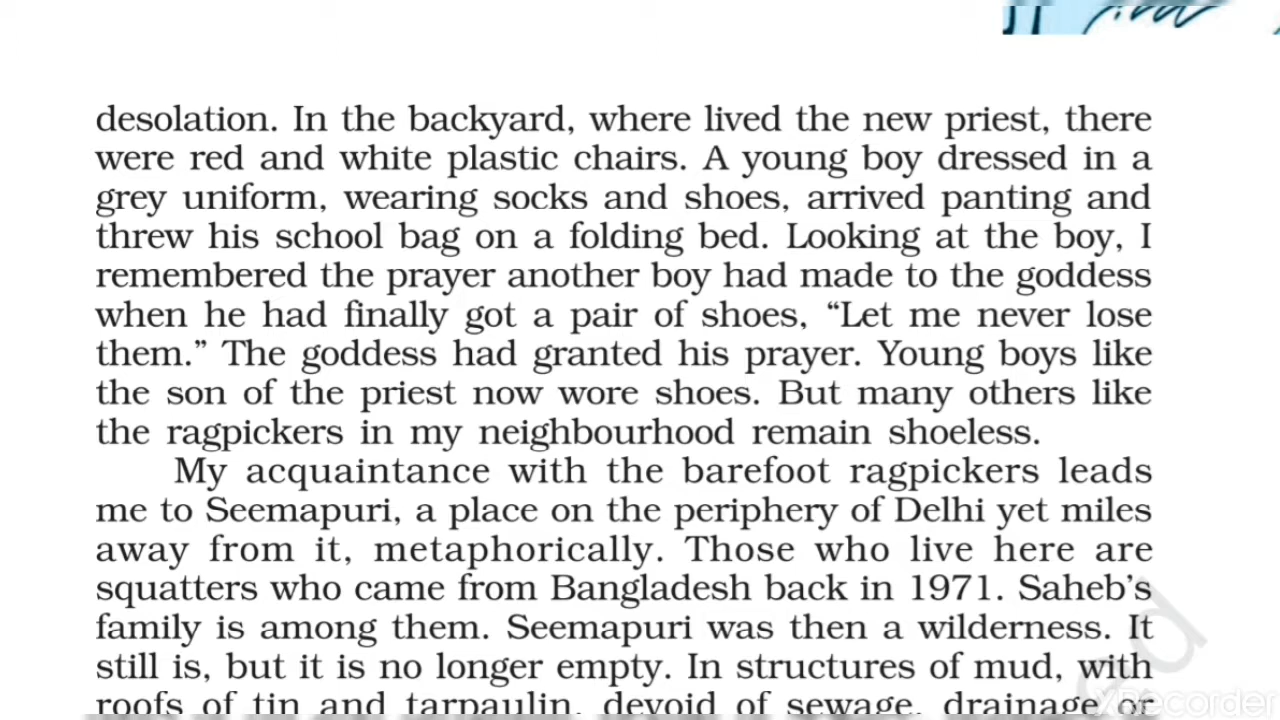 desolation. In the backyard, where lived the new priest, there
were red and white plastic chairs. A young boy dressed in a
grey uniform, wearing socks and shoes, arrived panting and
threw his school bag on a folding bed. Looking at the boy, I
remembered the prayer another boy had made to the goddess
when he had finally got a pair of shoes, “Let me never lose
them.” The goddess had granted his prayer. Young boys like
the son of the priest now wore shoes. But many others like
the ragpickers in my neighbourhood remain shoeless.
My acquaintance with the barefoot ragpickers leads
me to Seemapuri, a place on the periphery of Delhi yet miles
away from it, metaphorically. Those who live here are
squatters who came from Bangladesh back in 1971. Saheb’s
family is among them. Seemapuri was then a wilderness. It
still is, but it is no longer empty. In structures of mud, with
roofs of tin and tarpaulin, devoid of sewage, drainage or
XRecorder